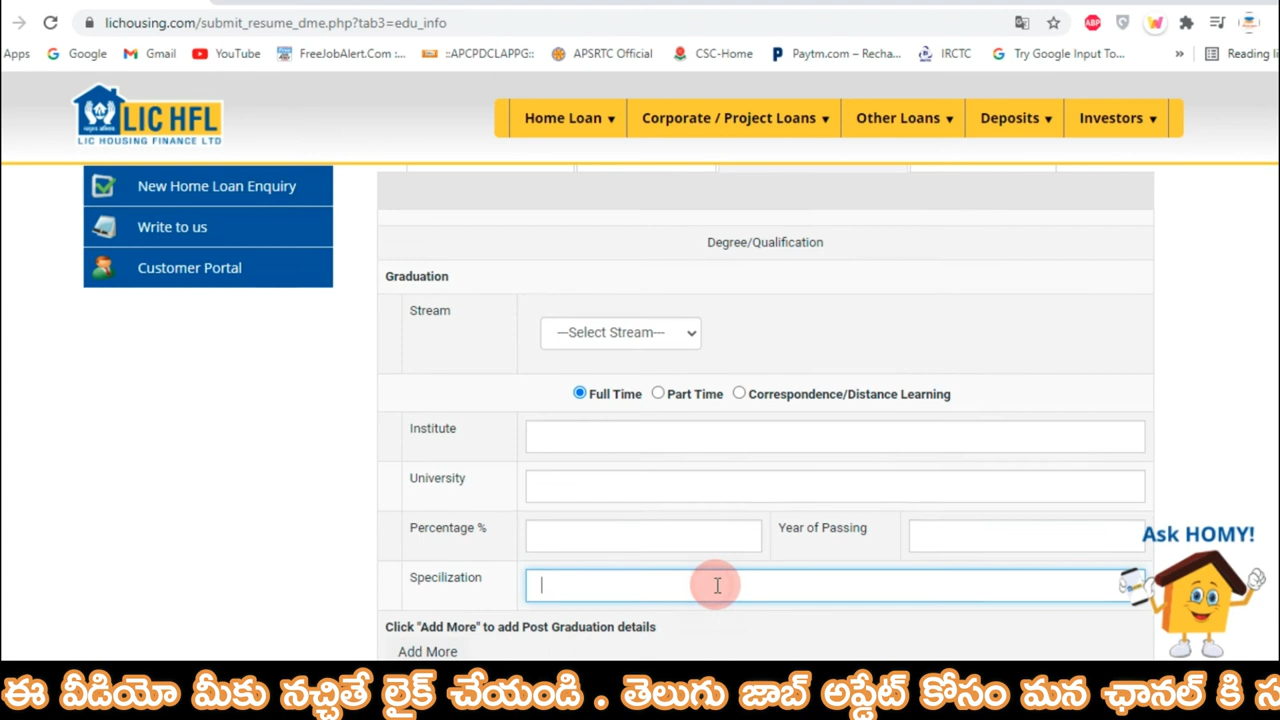 lichousing.com/submit_resume_dme.php?tab3=edu_info
ABP
Apps Google Gmail YouTube FreeJobAlert.Com :... ::APCPDCLAPPG:: APSRTC Official CSC-Home Paytm.com – Recha... IRCTC Try Google Input To... » Reading li
LIC HFL
LIC HOUSING FINANCE LTD
Home Loan Corporate / Project Loans Other Loans Deposits Investors
New Home Loan Enquiry
Write to us
Customer Portal
Degree/Qualification
Graduation
Stream
---Select Stream---
Full Time Part Time Correspondence/Distance Learning
Institute
University
Percentage % Year of Passing
Specilization
Ask HOMY!
Click "Add More" to add Post Graduation details
Add More
ఈ వీడియో మీకు నచ్చితే లైక్ చేయండి . తెలుగు జాబ్ అప్డేట్ కోసం మన ఛానల్ కి స